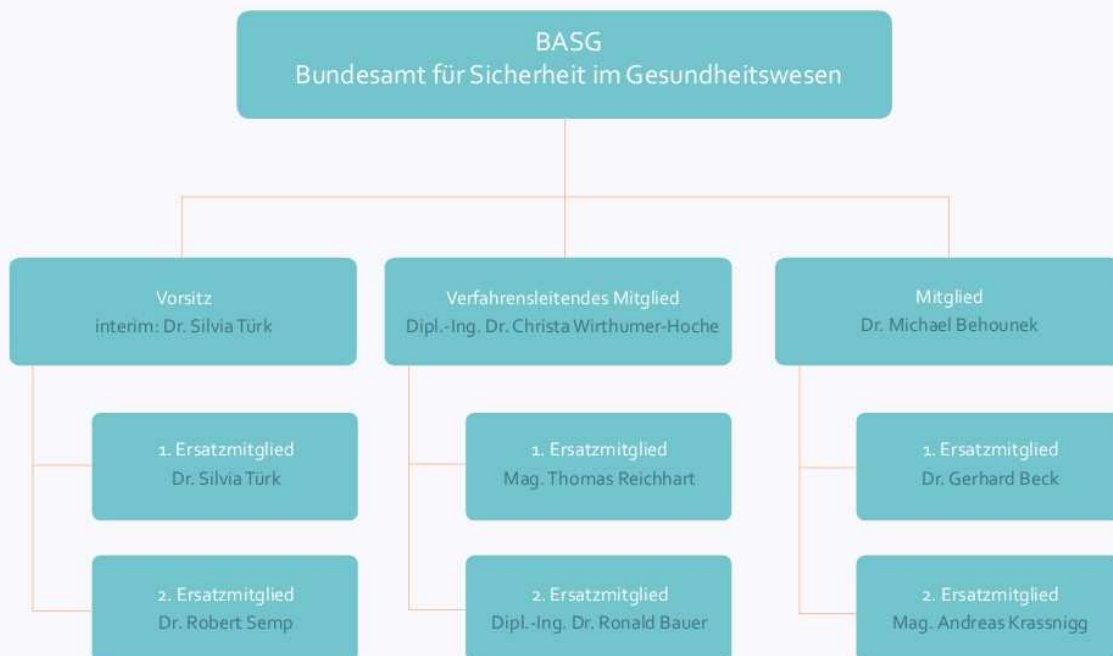 BASG
Bundesamt für Sicherheit im Gesundheitswesen
Vorsitz
interim: Dr. Silvia Türk
1. Ersatzmitglied
Dr. Silvia Türk
2. Ersatzmitglied
Dr. Robert Semp
Verfahrensleitendes Mitglied
Dipl.-Ing. Dr. Christa Wirthumer-Hoche
1. Ersatzmitglied
Mag. Thomas Reichhart
2. Ersatzmitglied
Dipl.-Ing. Dr. Ronald Bauer
Mitglied
Dr. Michael Behounek
1. Ersatzmitglied
Dr. Gerhard Beck
2. Ersatzmitglied
Mag. Andreas Krassnigg